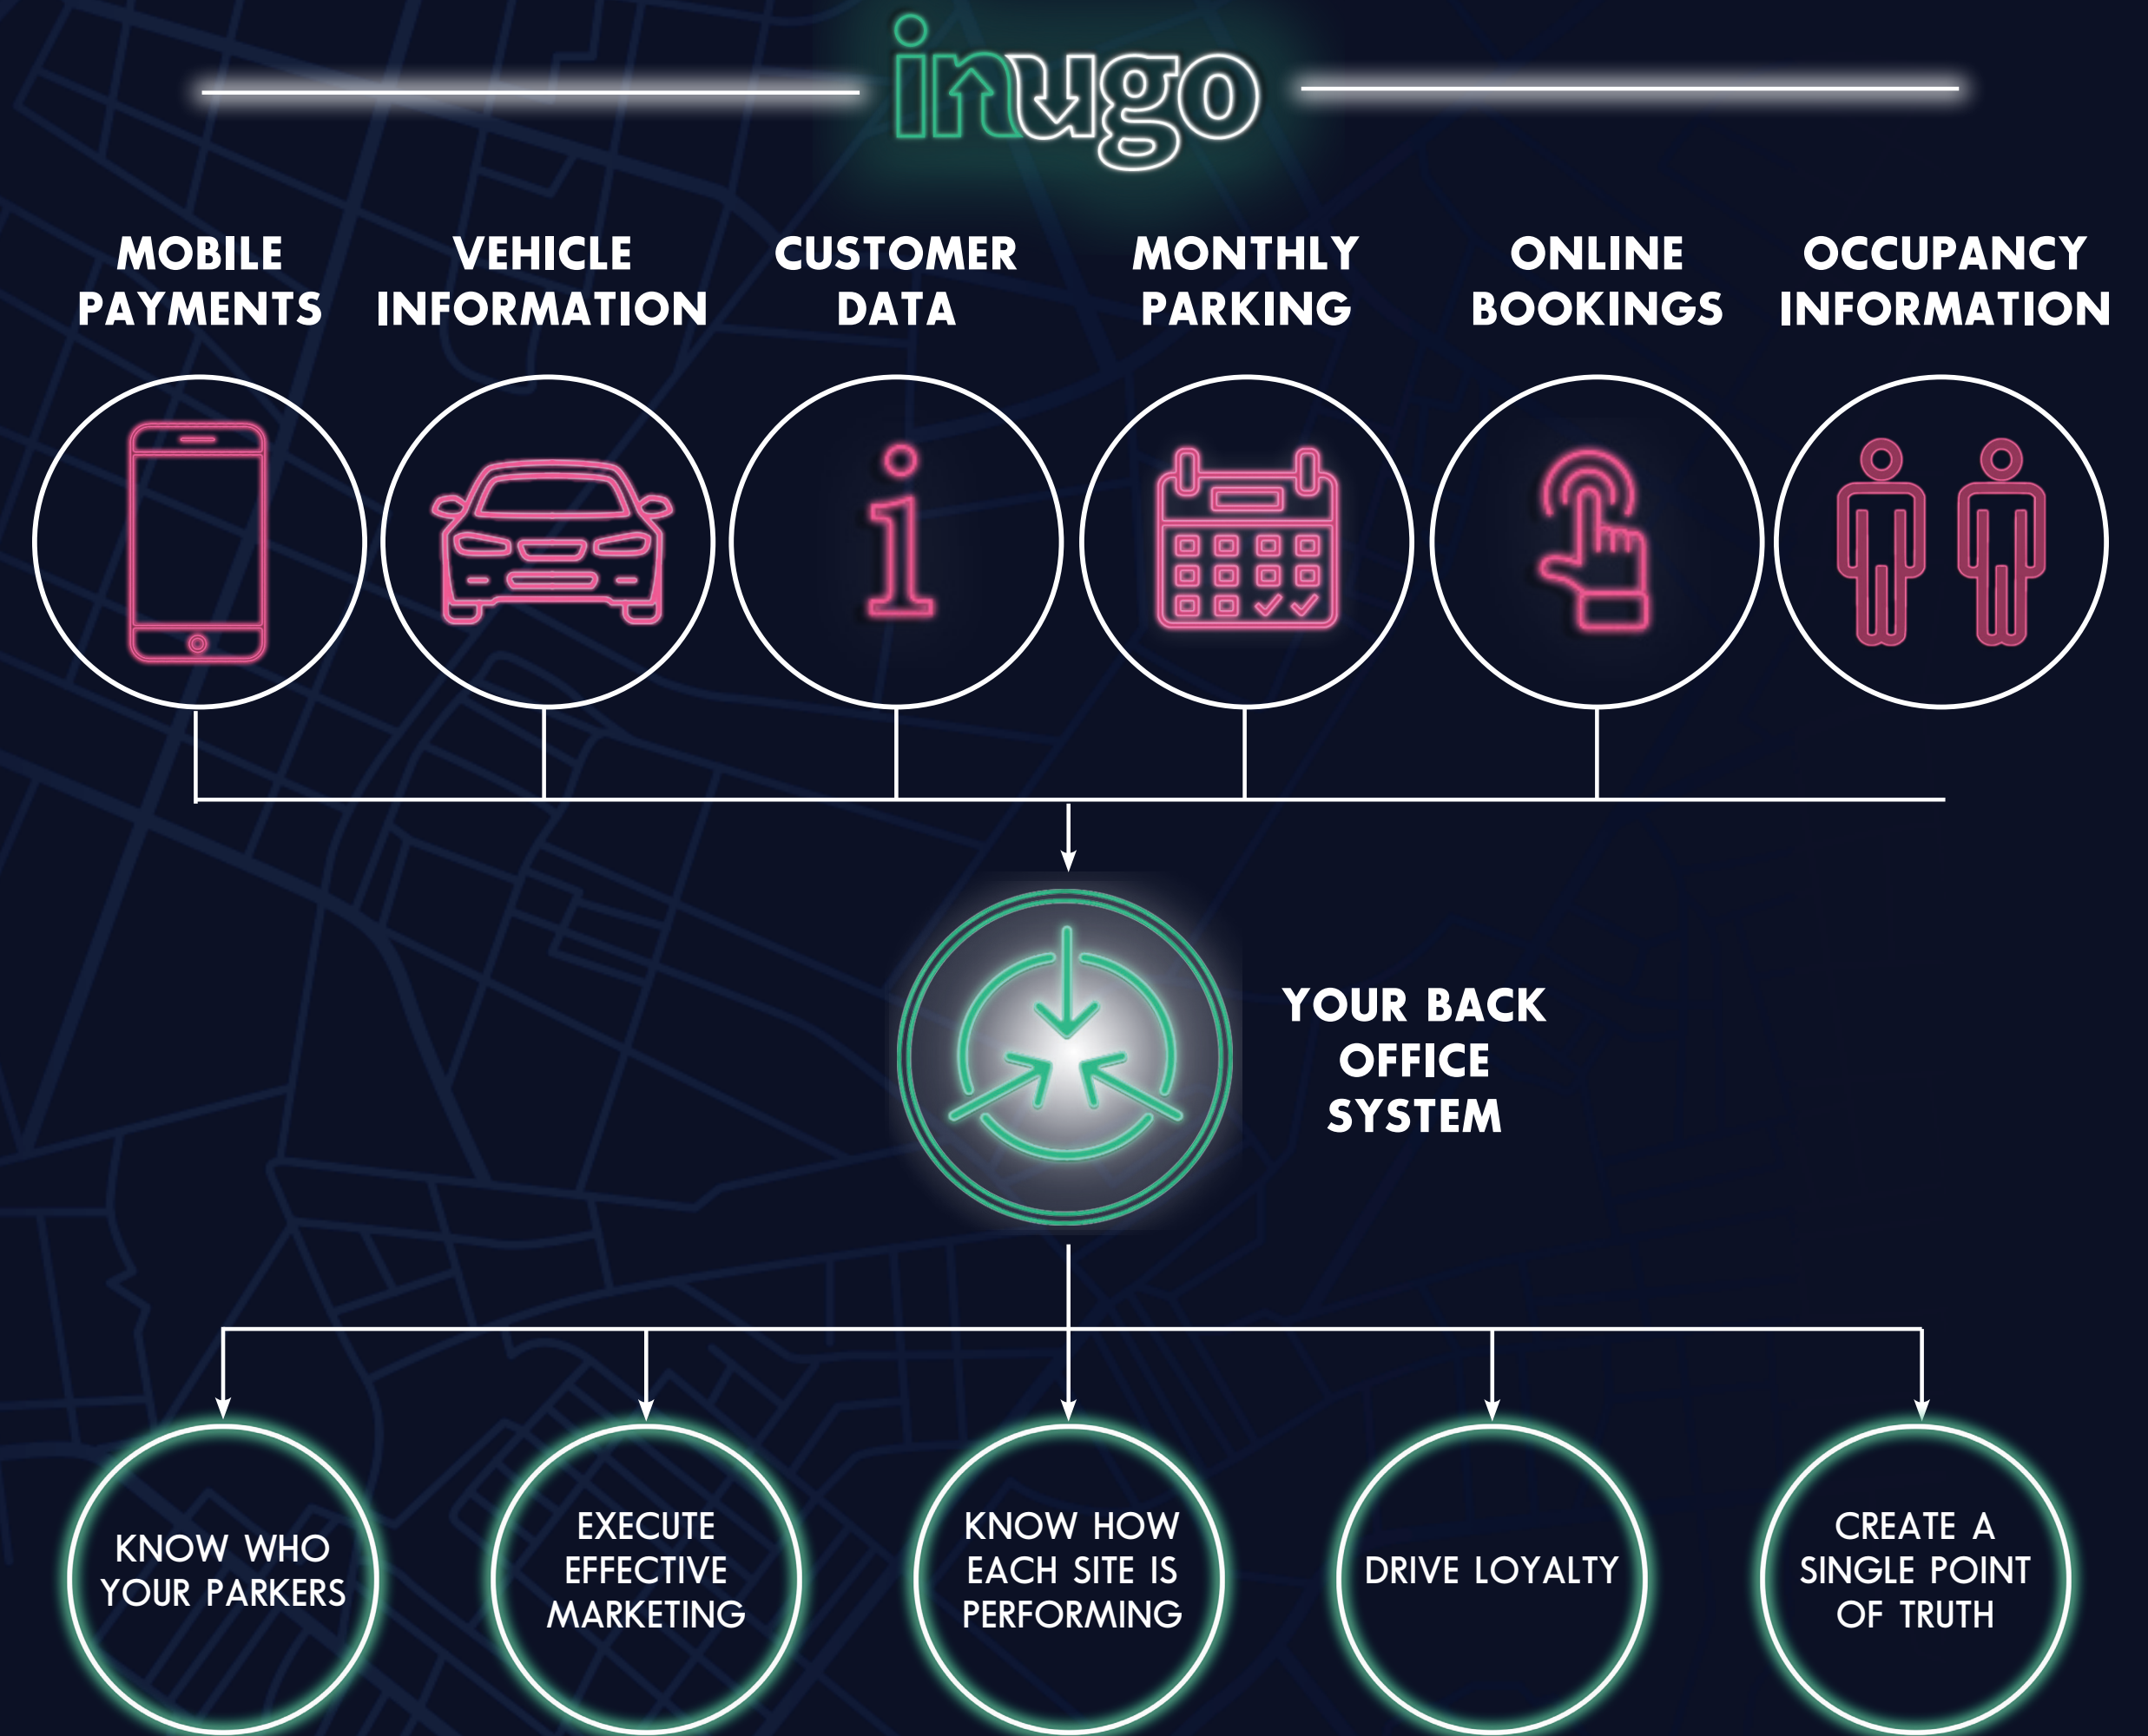 inugo
MOBILE
PAYMENTS
VEHICLE
INFORMATION
CUSTOMER
DATA
MONTHLY
PARKING
ONLINE
BOOKINGS
OCCUPANCY
INFORMATION
YOUR BACK
OFFICE
SYSTEM
KNOW WHO
YOUR PARKERS
EXECUTE
EFFECTIVE
MARKETING
KNOW HOW
EACH SITE IS
PERFORMING
DRIVE LOYALTY
CREATE A
SINGLE POINT
OF TRUTH